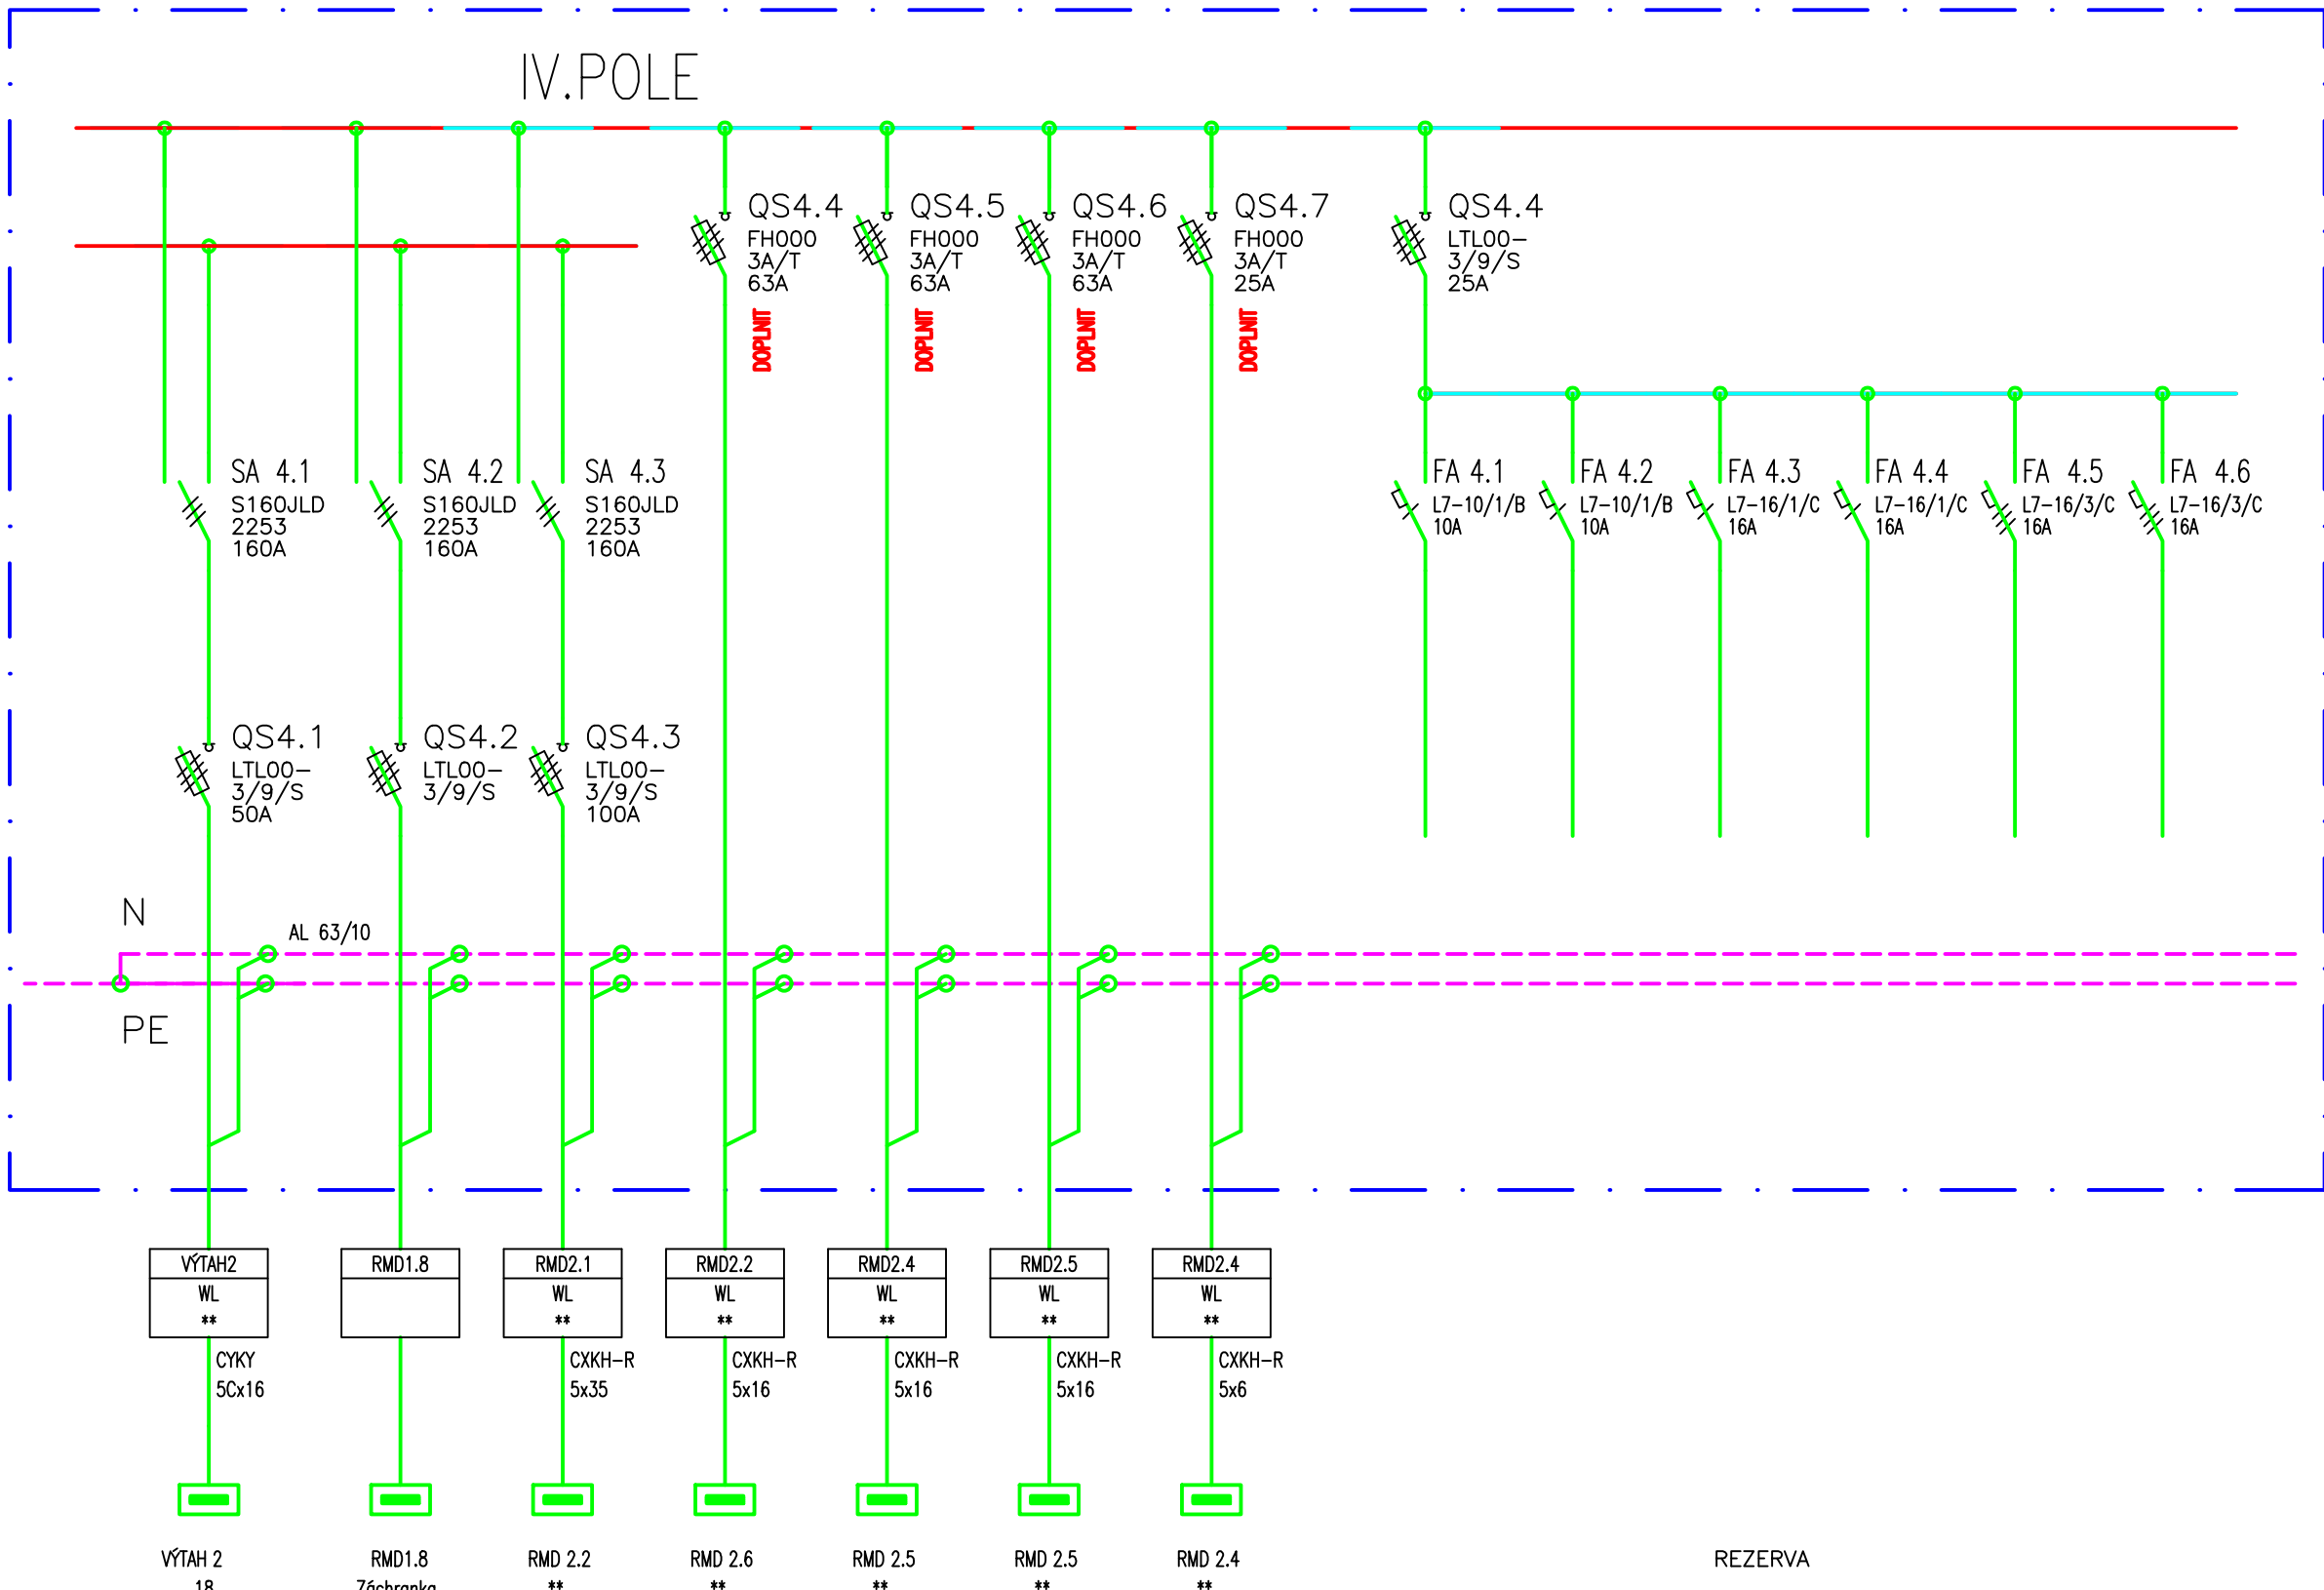 IV.POLE
QS4.4
FH000
3A/T
63A
DOPLNIT
QS4.5
FH000
3A/T
63A
DOPLNIT
QS4.6
FH000
3A/T
63A
DOPLNIT
QS4.7
FH000
3A/T
25A
DOPLNIT
QS4.4
LTL00-
3/9/S
25A
SA 4.1
S160JLD
2253
160A
SA 4.2
S160JLD
2253
160A
SA 4.3
S160JLD
2253
160A
FA 4.1
L7-10/1/B
10A
FA 4.2
L7-10/1/B
10A
FA 4.3
L7-16/1/C
16A
FA 4.4
L7-16/1/C
16A
FA 4.5
L7-16/3/C
16A
FA 4.6
L7-16/3/C
16A
QS4.1
LTL00-
3/9/S
50A
QS4.2
LTL00-
3/9/S
QS4.3
LTL00-
3/9/S
100A
N
AL 63/10
PE
VÝTAH2
WL
**
CYKY
5Cx16
RMD1.8
RMD2.1
WL
**
CXKH-R
5x35
RMD2.2
WL
**
CXKH-R
5x16
RMD2.4
WL
**
CXKH-R
5x16
RMD2.5
WL
**
CXKH-R
5x16
RMD2.4
WL
**
CXKH-R
5x6
VÝTAH 2
18
RMD1.8
Záchranka
RMD 2.2
**
RMD 2.6
**
RMD 2.5
**
RMD 2.5
**
RMD 2.4
**
REZERVA